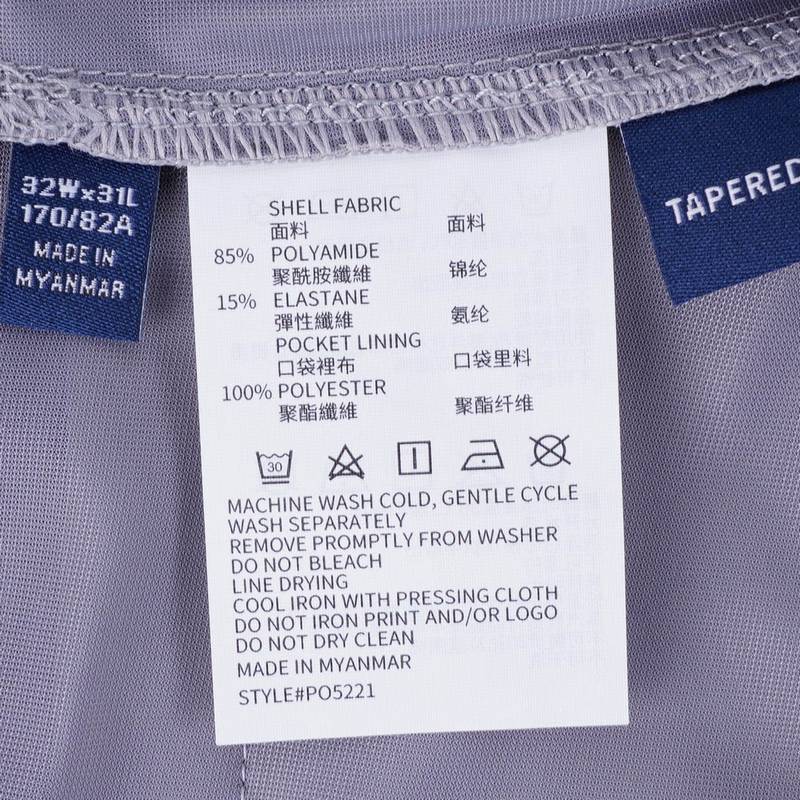 32W×31L
170/82A
MADE IN
MYANMAR
TAPERED
SHELL FABRIC
面料 面料
85% POLYAMIDE
聚酰胺纖維 锦纶
15% ELASTANE
彈性纖維 氨纶
POCKET LINING
口袋裡布 口袋里料
100% POLYESTER
聚酯纖維 聚酯纤维
30
MACHINE WASH COLD, GENTLE CYCLE
WASH SEPARATELY
REMOVE PROMPTLY FROM WASHER
DO NOT BLEACH
LINE DRYING
COOL IRON WITH PRESSING CLOTH
DO NOT IRON PRINT AND/OR LOGO
DO NOT DRY CLEAN
MADE IN MYANMAR
STYLE#PO5221